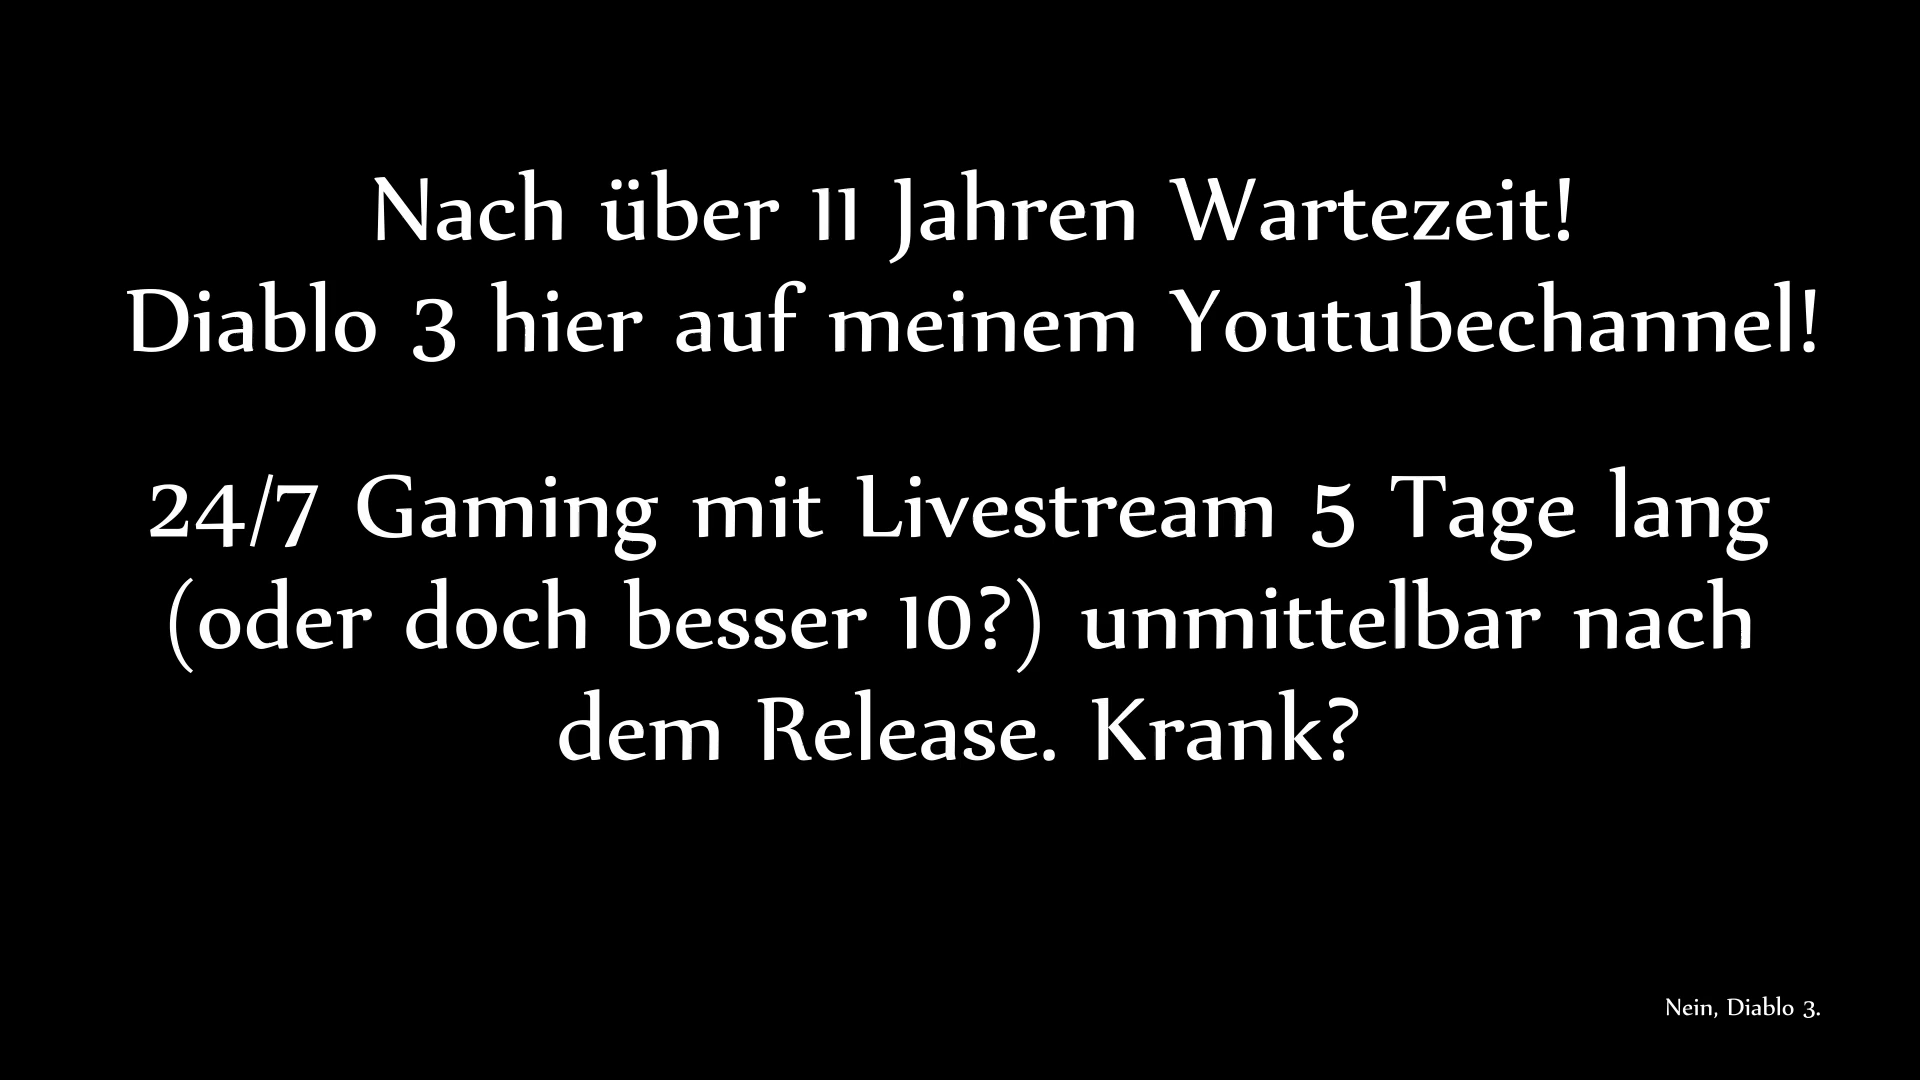 Nach über 11 Jahren Wartezeit!
Diablo 3 hier auf meinem Youtubechannel!
24/7 Gaming mit Livestream 5 Tage lang
(oder doch besser 10?) unmittelbar nach
dem Release. Krank?
Nein, Diablo 3.